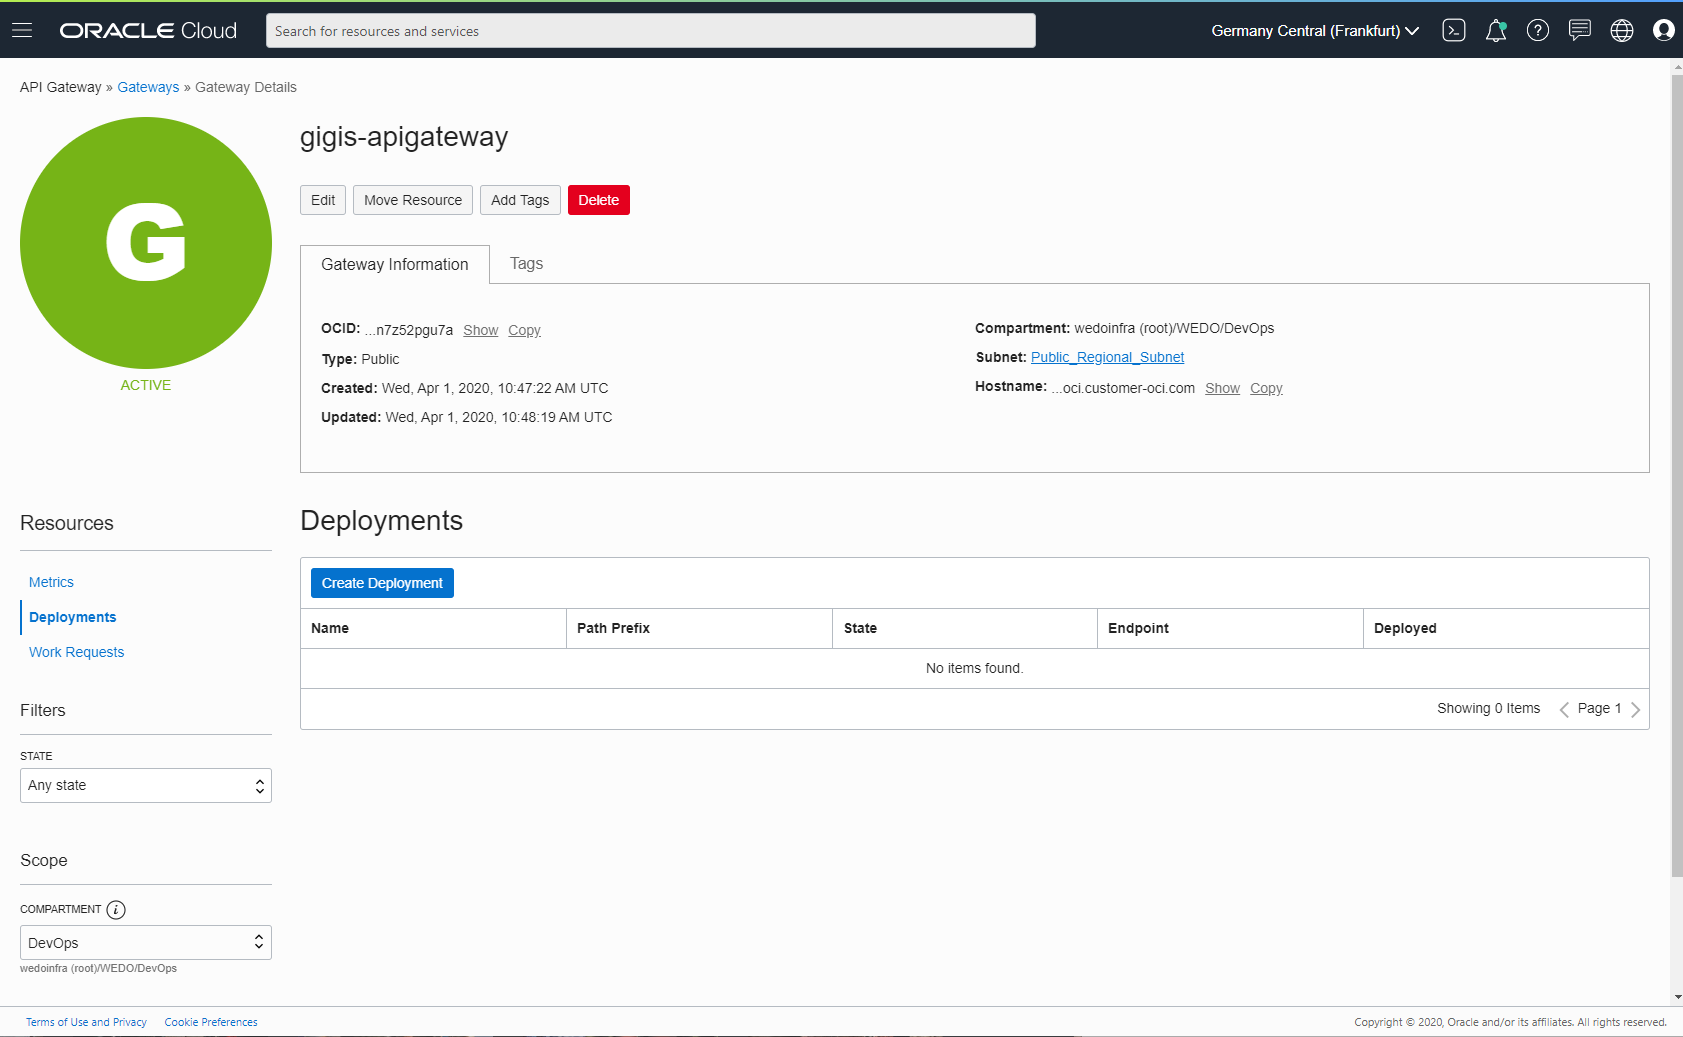 ORACLE Cloud
Search for resources and services
Germany Central (Frankfurt)
API Gateway » Gateways » Gateway Details
G
ACTIVE
gigis-apigateway
Edit
Move Resource
Add Tags
Delete
Gateway Information
Tags
OCID: ...n7z52pgu7a Show Copy
Type: Public
Created: Wed, Apr 1, 2020, 10:47:22 AM UTC
Updated: Wed, Apr 1, 2020, 10:48:19 AM UTC
Compartment: wedoinfra (root)/WEDO/DevOps
Subnet: Public_Regional_Subnet
Hostname: ...oci.customer-oci.com Show Copy
Resources
Metrics
Deployments
Work Requests
Filters
STATE
Any state
Scope
COMPARTMENT i
DevOps
wedoinfra (root)/WEDO/DevOps
Deployments
Create Deployment
Name Path Prefix State Endpoint Deployed
No items found.
Showing 0 Items Page 1
Terms of Use and Privacy Cookie Preferences
Copyright © 2020, Oracle and/or its affiliates. All rights reserved.